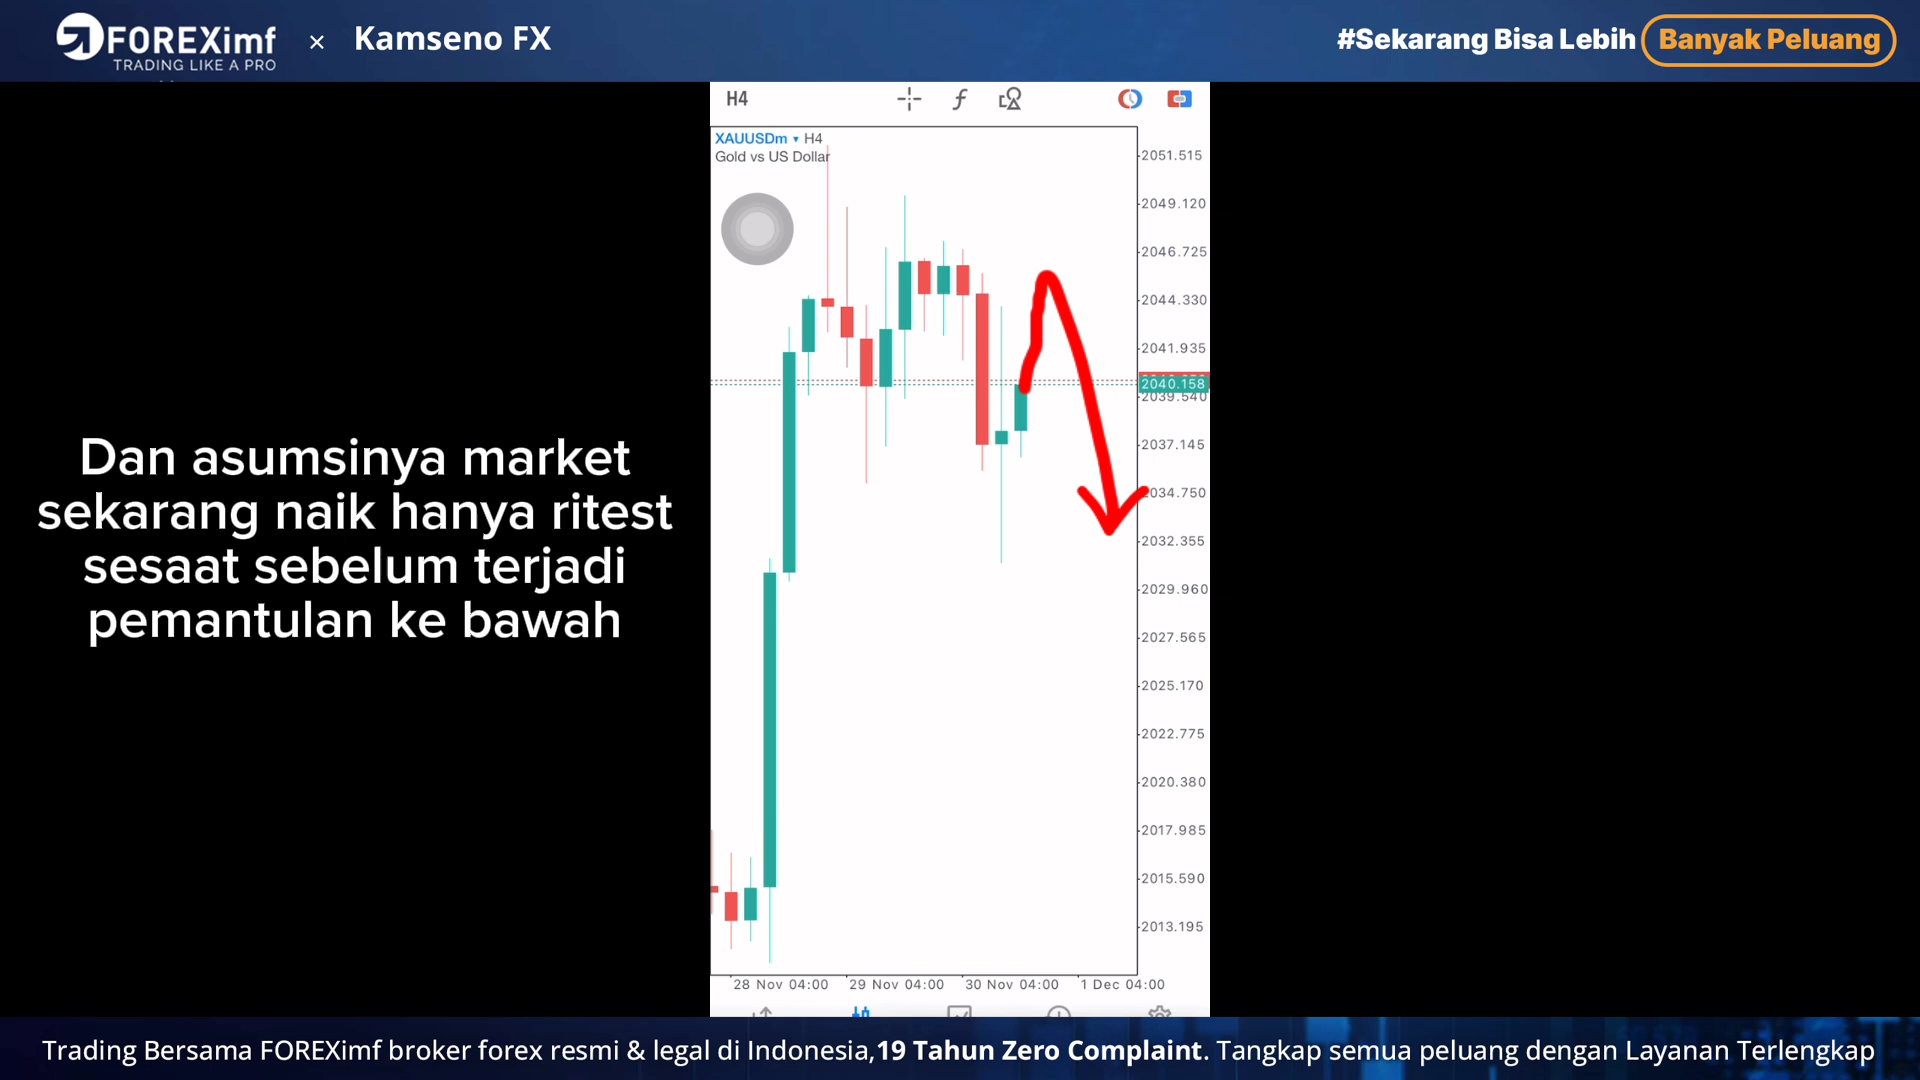 FOREXimf × Kamseno FX
TRADING LIKE A PRO
#Sekarang Bisa Lebih Banyak Peluang
H4
XAUUSDm ▾ H4
Gold vs US Dollar
2051.515
2049.120
2046.725
2044.330
2041.935
2040.158
2039.540
2037.145
2034.750
2032.355
2029.960
2027.565
2025.170
2022.775
2020.380
2017.985
2015.590
2013.195
28 Nov 04:00 29 Nov 04:00 30 Nov 04:00 1 Dec 04:00
Dan asumsinya market
sekarang naik hanya ritest
sesaat sebelum terjadi
pemantulan ke bawah
Trading Bersama FOREXimf broker forex resmi & legal di Indonesia,19 Tahun Zero Complaint. Tangkap semua peluang dengan Layanan Terlengkap